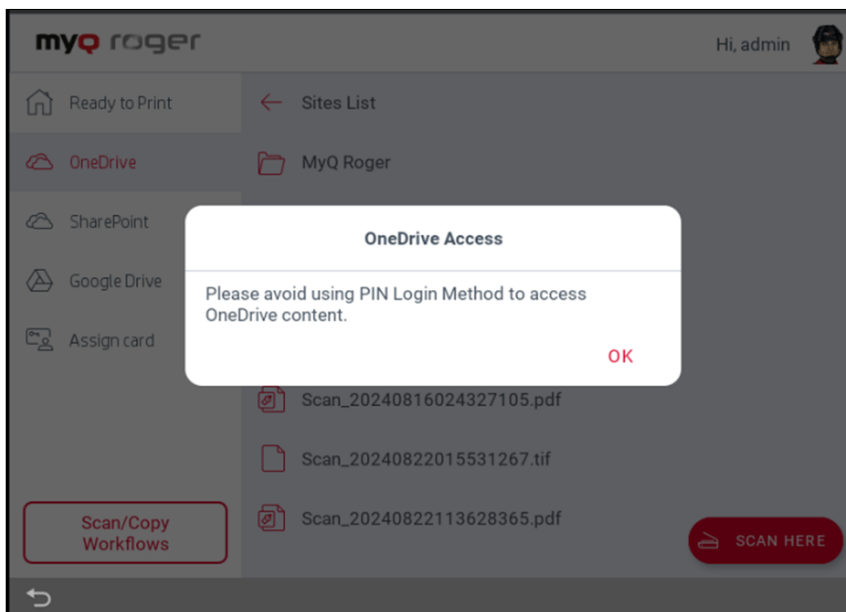 myQ roger
Hi, admin
Ready to Print
OneDrive
SharePoint
Google Drive
Assign card
Scan/Copy
Workflows
Sites List
MyQ Roger
OneDrive Access
Please avoid using PIN Login Method to access
OneDrive content.
OK
Scan_20240816024327105.pdf
Scan_20240822015531267.tif
Scan_20240822113628365.pdf
SCAN HERE